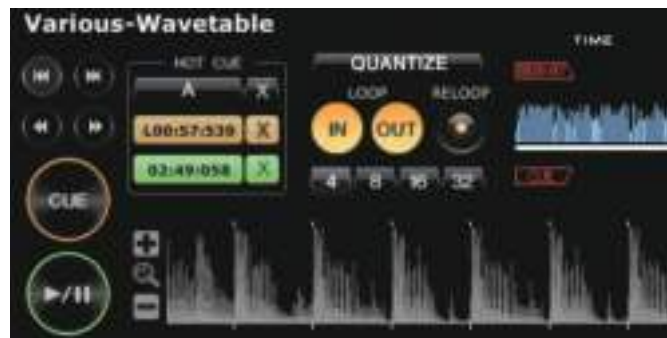 Various-Wavetable
TIME
HOT CUE
QUANTIZE
A X
LOOP RELOOP
L00:57:539 X
IN OUT
02:49:058 X
4 8 16 32
CUE
CUE